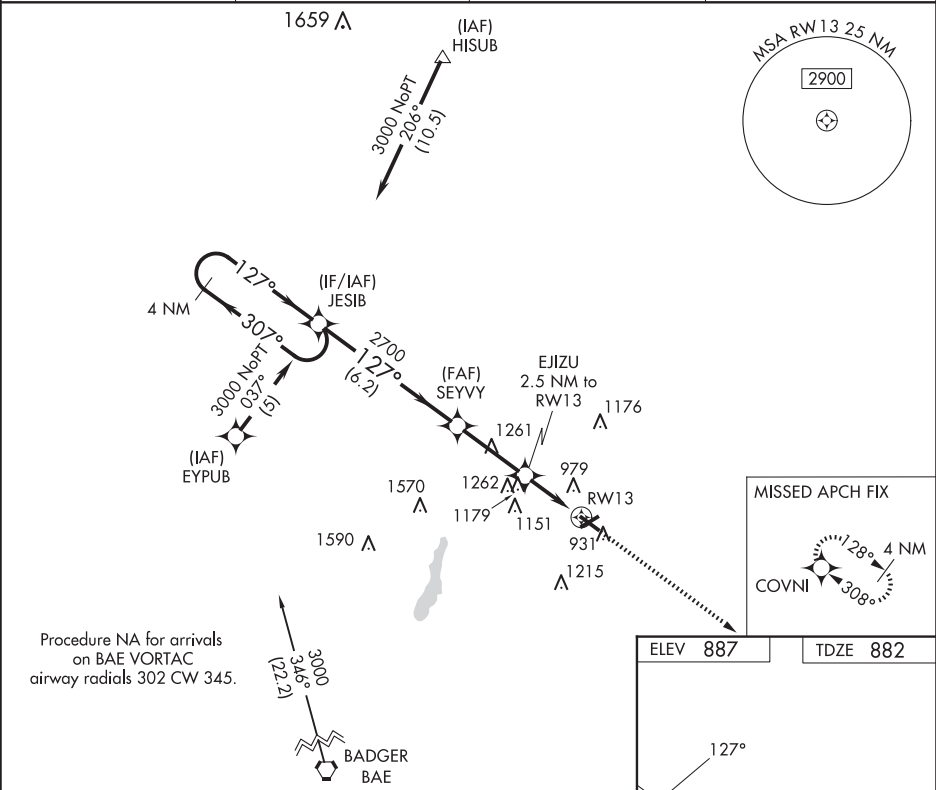 1659
(IAF)
HISUB
MSA RW13 25 NM
2900
3000 NoPT
206°
(10.5)
127°
(IF/IAF)
JESIB
4 NM
307°
2700
127°
(6.2)
3000 NoPT
037°
(5)
(IAF)
EYPUB
(FAF)
SEYVY
EJIZU
2.5 NM to
RW13
1176
1261
1262
979
1570
1179
1151
RW13
1590
931
1215
MISSED APCH FIX
128°
4 NM
COVNI
308°
Procedure NA for arrivals
on BAE VORTAC
airway radials 302 CW 345.
3000
346°
(22.2)
BADGER
BAE
ELEV 887
TDZE 882
127°